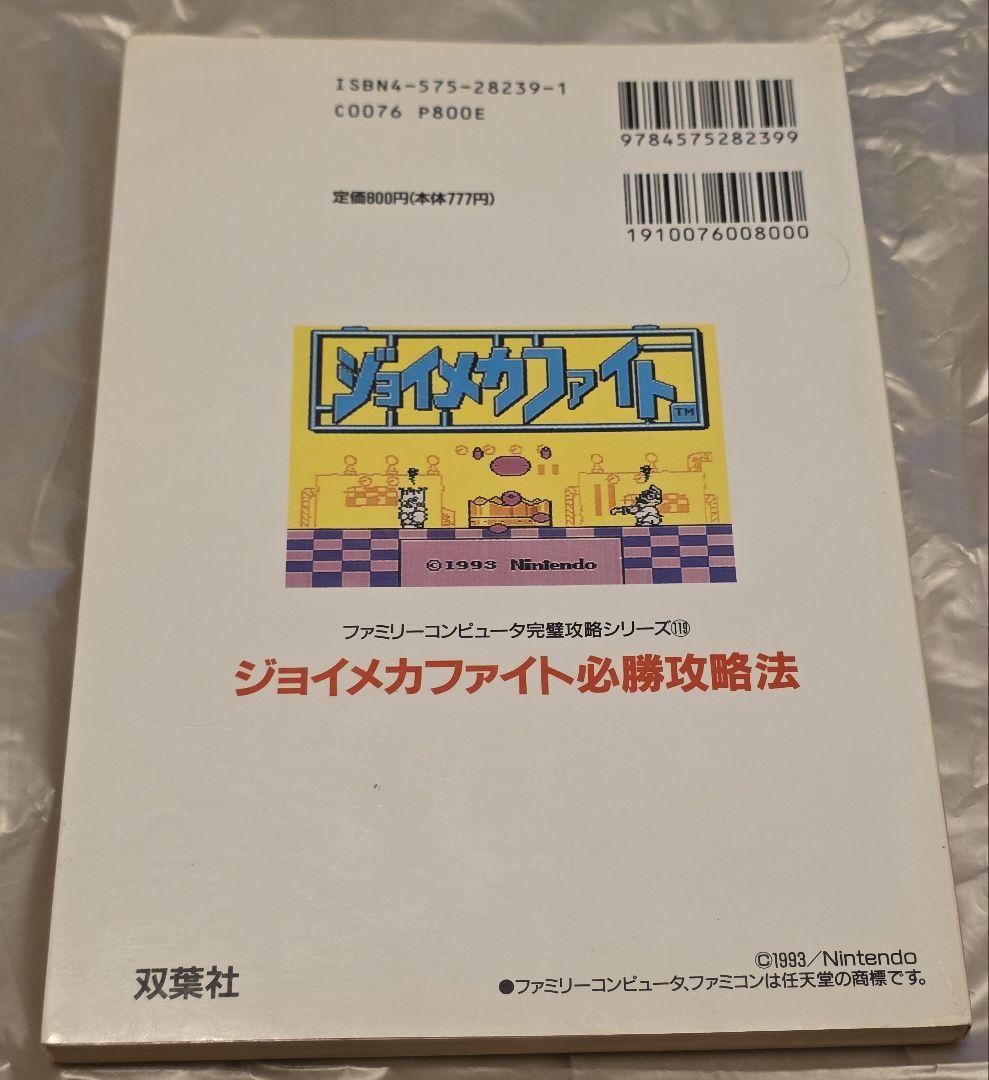 ISBN4-575-28239-1
C0076 P800E
9784575282399
定価800円(本体777円)
1910076008000
ジョイメカファイト
TM
©1993 Nintendo
ファミリーコンピュータ完璧攻略シリーズ⑲
ジョイメカファイト必勝攻略法
©1993/Nintendo
双葉社
●ファミリーコンピュータ、ファミコンは任天堂の商標です。